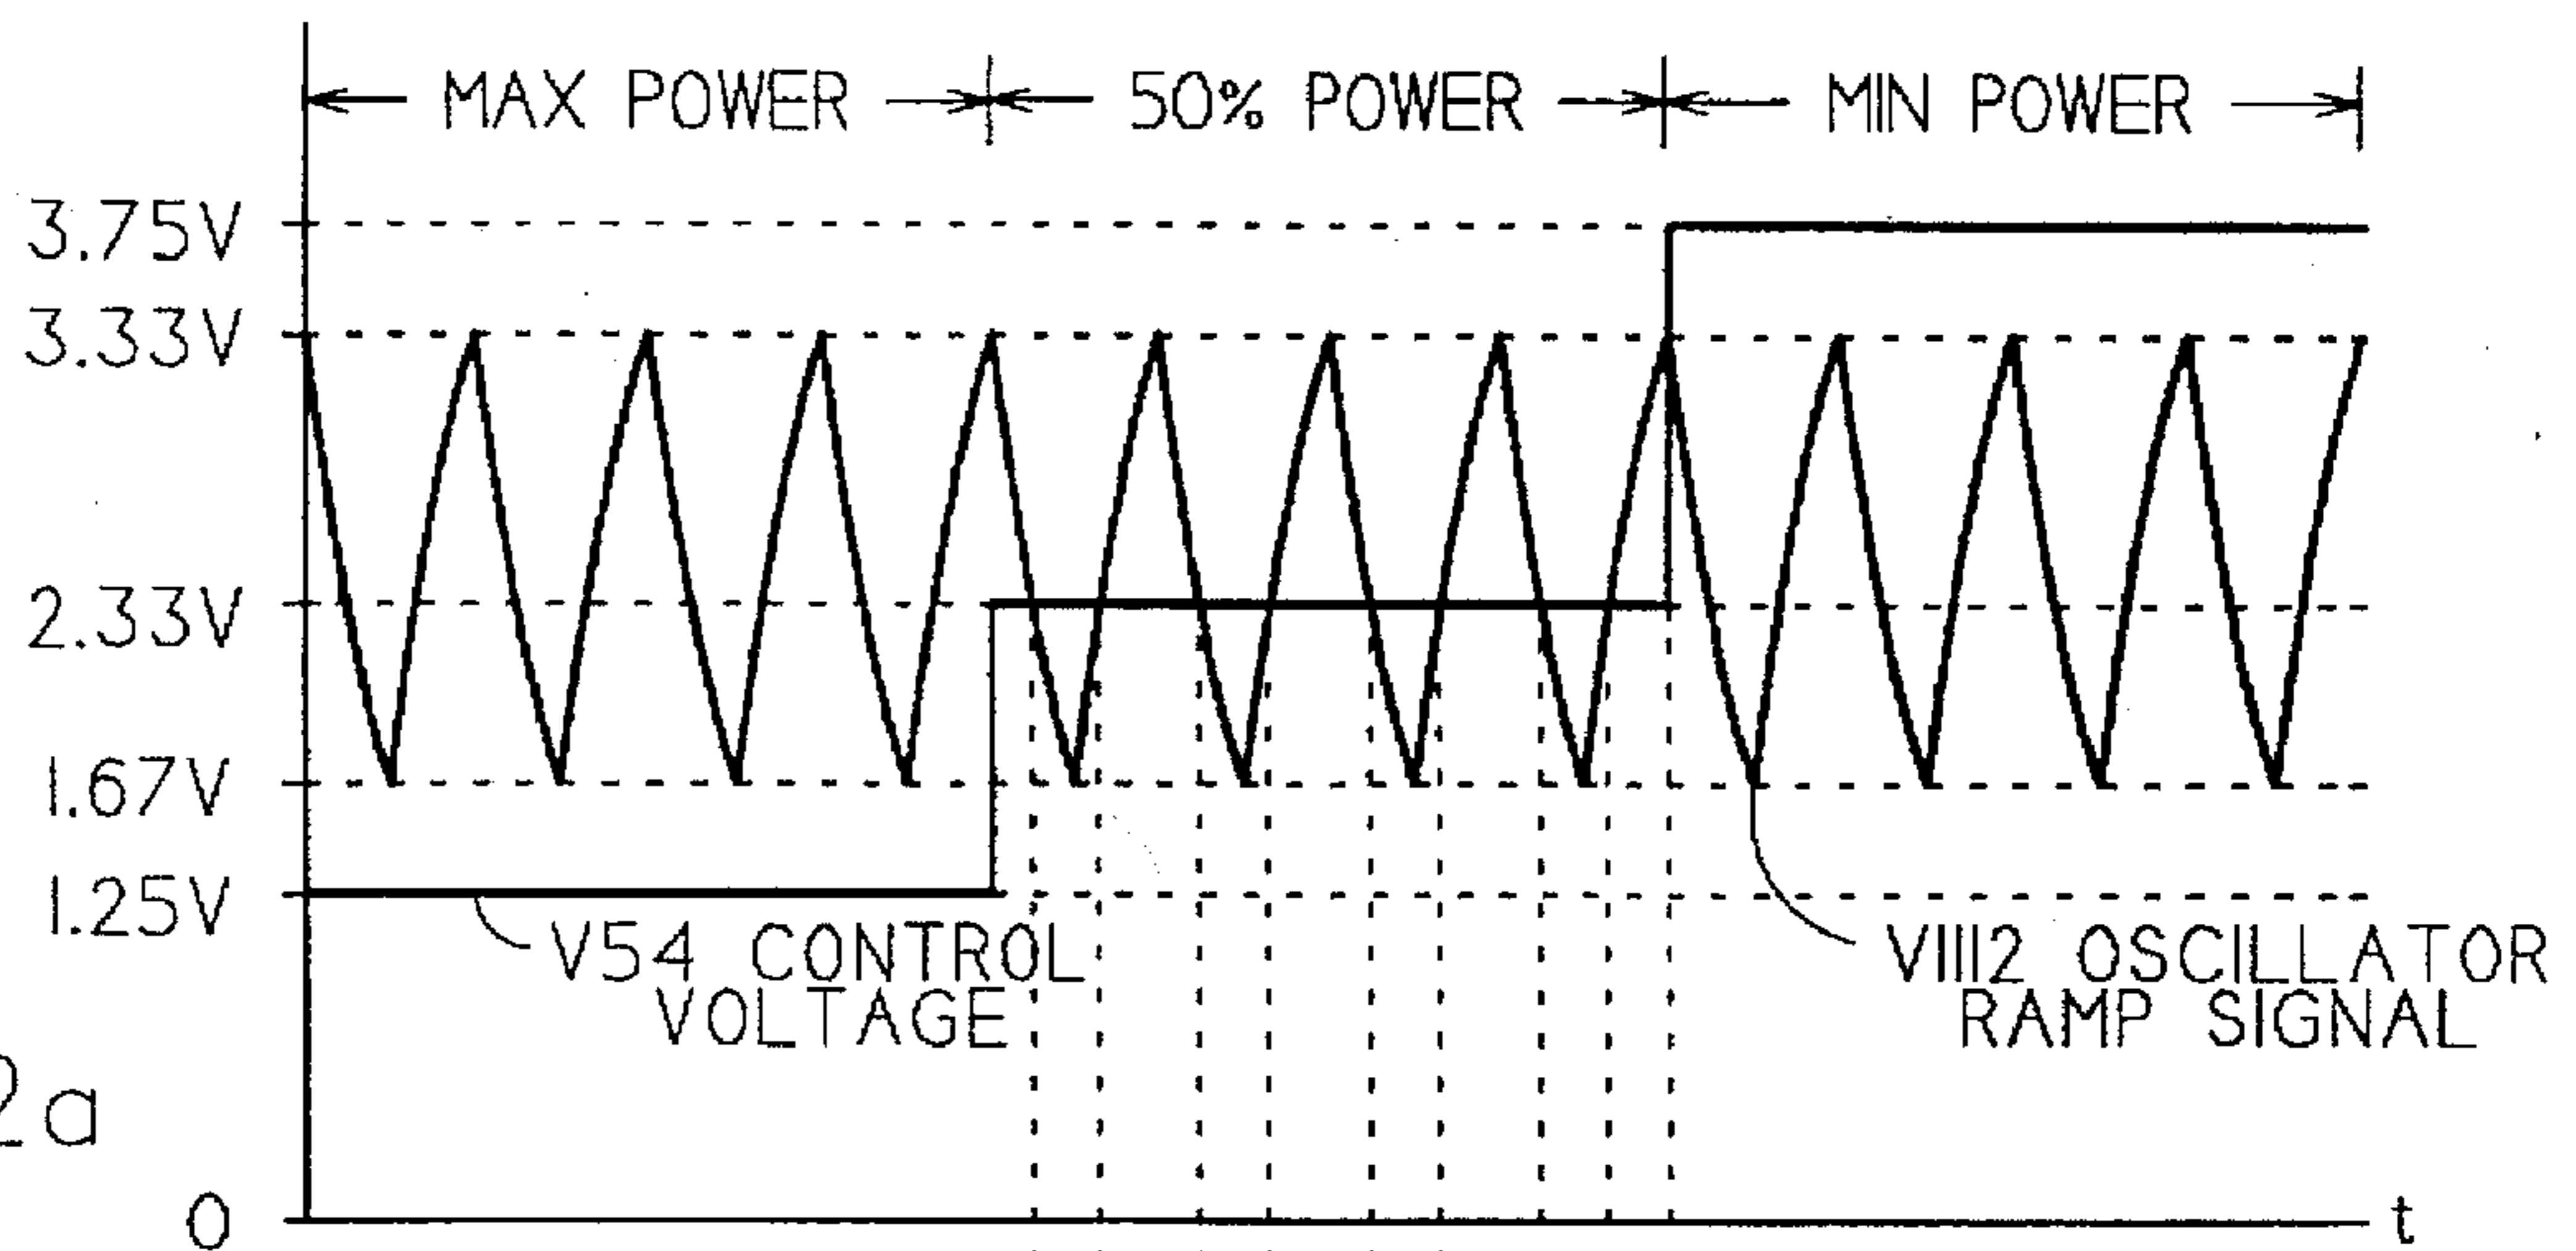 MAX POWER
50% POWER
MIN POWER
3.75V
3.33V
2.33V
1.67V
1.25V
V54 CONTROL
VOLTAGE
V1112 OSCILLATOR
RAMP SIGNAL
2a
0
t